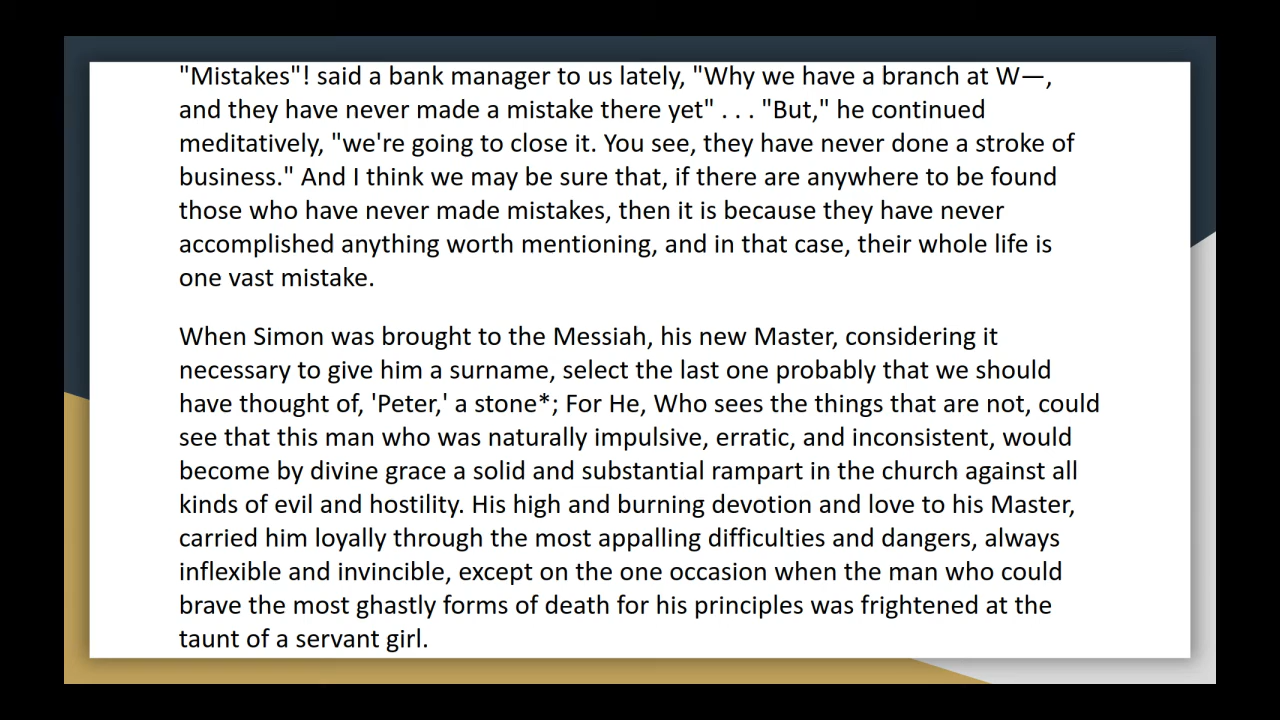 "Mistakes"! said a bank manager to us lately, "Why we have a branch at W—,
and they have never made a mistake there yet" . . . "But," he continued
meditatively, "we're going to close it. You see, they have never done a stroke of
business." And I think we may be sure that, if there are anywhere to be found
those who have never made mistakes, then it is because they have never
accomplished anything worth mentioning, and in that case, their whole life is
one vast mistake.
When Simon was brought to the Messiah, his new Master, considering it
necessary to give him a surname, select the last one probably that we should
have thought of, 'Peter,' a stone*; For He, Who sees the things that are not, could
see that this man who was naturally impulsive, erratic, and inconsistent, would
become by divine grace a solid and substantial rampart in the church against all
kinds of evil and hostility. His high and burning devotion and love to his Master,
carried him loyally through the most appalling difficulties and dangers, always
inflexible and invincible, except on the one occasion when the man who could
brave the most ghastly forms of death for his principles was frightened at the
taunt of a servant girl.